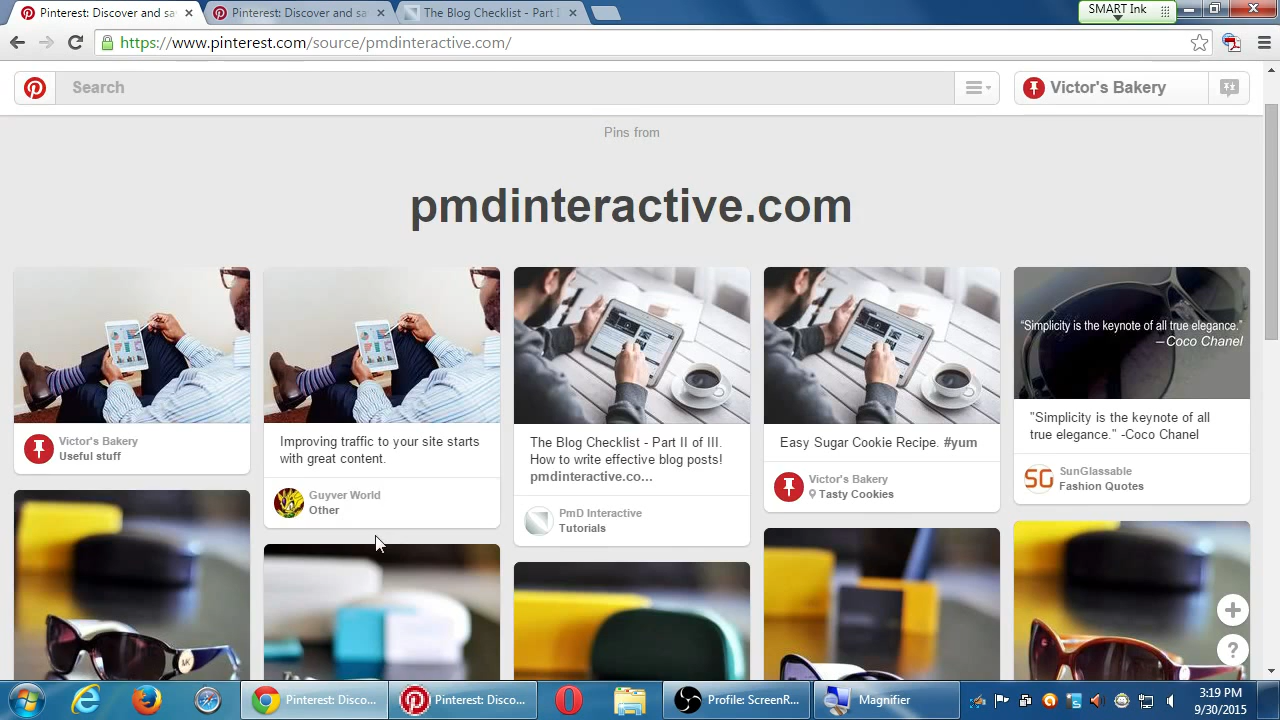 Pinterest: Discover and sa
Pinterest: Discover and sa
The Blog Checklist - Part
SMART Ink
https://www.pinterest.com/source/pmdinteractive.com/
Search
Victor's Bakery
Pins from
pmdinteractive.com
Victor's Bakery
Useful stuff
Improving traffic to your site starts
with great content.
Guyver World
Other
The Blog Checklist - Part II of III.
How to write effective blog posts!
pmdinteractive.co...
PmD Interactive
Tutorials
Easy Sugar Cookie Recipe. #yum
Victor's Bakery
Tasty Cookies
“Simplicity is the keynote of all true elegance.”
—Coco Chanel
"Simplicity is the keynote of all
true elegance." -Coco Chanel
SG
SunGlassable
Fashion Quotes
Pinterest: Disco...
Pinterest: Disco...
Profile: ScreenR...
Magnifier
3:19 PM
9/30/2015